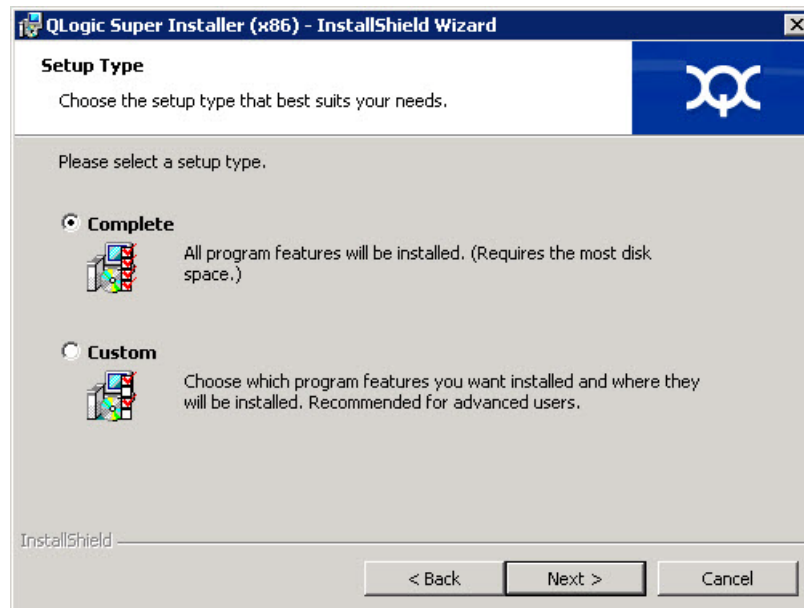 QLogic Super Installer (x86) - InstallShield Wizard
Setup Type
Choose the setup type that best suits your needs.
Please select a setup type.
Complete
All program features will be installed. (Requires the most disk
space.)
Custom
Choose which program features you want installed and where they
will be installed. Recommended for advanced users.
InstallShield
< Back
Next >
Cancel